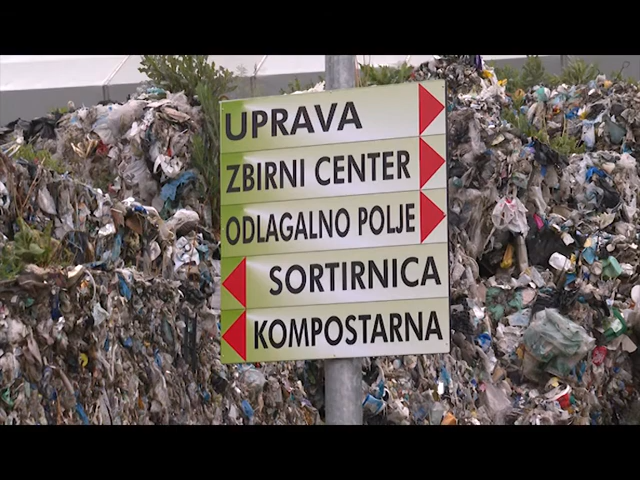 UPRAVA
ZBIRNI CENTER
ODLAGALNO POLJE
SORTIRNICA
KOMPOSTARNA